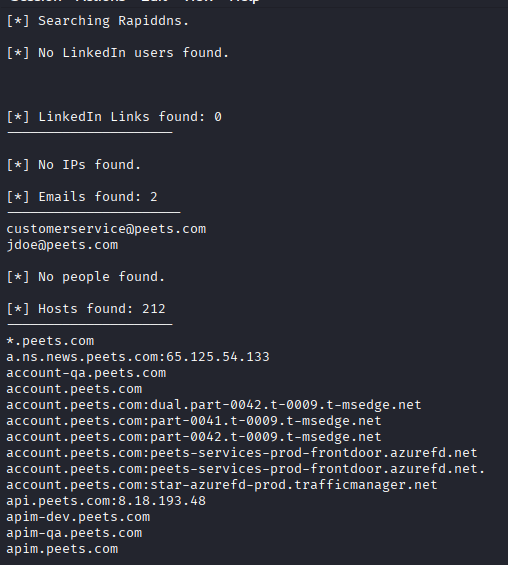 [*] Searching Rapiddns.
[*] No LinkedIn users found.
[*] LinkedIn Links found: 0
---------------------
[*] No IPs found.
[*] Emails found: 2
----------------------
customerservice@peets.com
jdoe@peets.com
[*] No people found.
[*] Hosts found: 212
---------------------
*.peets.com
a.ns.news.peets.com:65.125.54.133
account-qa.peets.com
account.peets.com
account.peets.com:dual.part-0042.t-0009.t-msedge.net
account.peets.com:part-0041.t-0009.t-msedge.net
account.peets.com:part-0042.t-0009.t-msedge.net
account.peets.com:peets-services-prod-frontdoor.azurefd.net
account.peets.com:peets-services-prod-frontdoor.azurefd.net.
account.peets.com:star-azurefd-prod.trafficmanager.net
api.peets.com:8.18.193.48
apim-dev.peets.com
apim-qa.peets.com
apim.peets.com